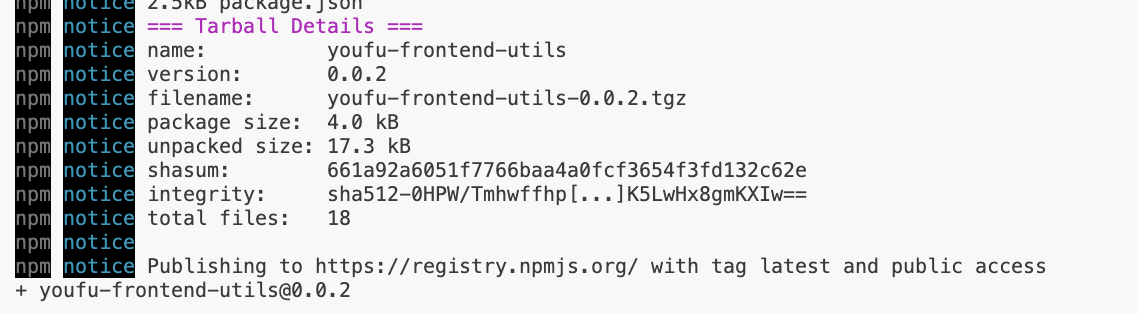 npm notice 2.5kB package.json
npm notice === Tarball Details ===
npm notice name:          youfu-frontend-utils
npm notice version:       0.0.2
npm notice filename:      youfu-frontend-utils-0.0.2.tgz
npm notice package size:  4.0 kB
npm notice unpacked size: 17.3 kB
npm notice shasum:        661a92a6051f7766baa4a0fcf3654f3fd132c62e
npm notice integrity:     sha512-0HPW/Tmhwffhp[...]K5LwHx8gmKXIw==
npm notice total files:   18
npm notice
npm notice Publishing to https://registry.npmjs.org/ with tag latest and public access
+ youfu-frontend-utils@0.0.2